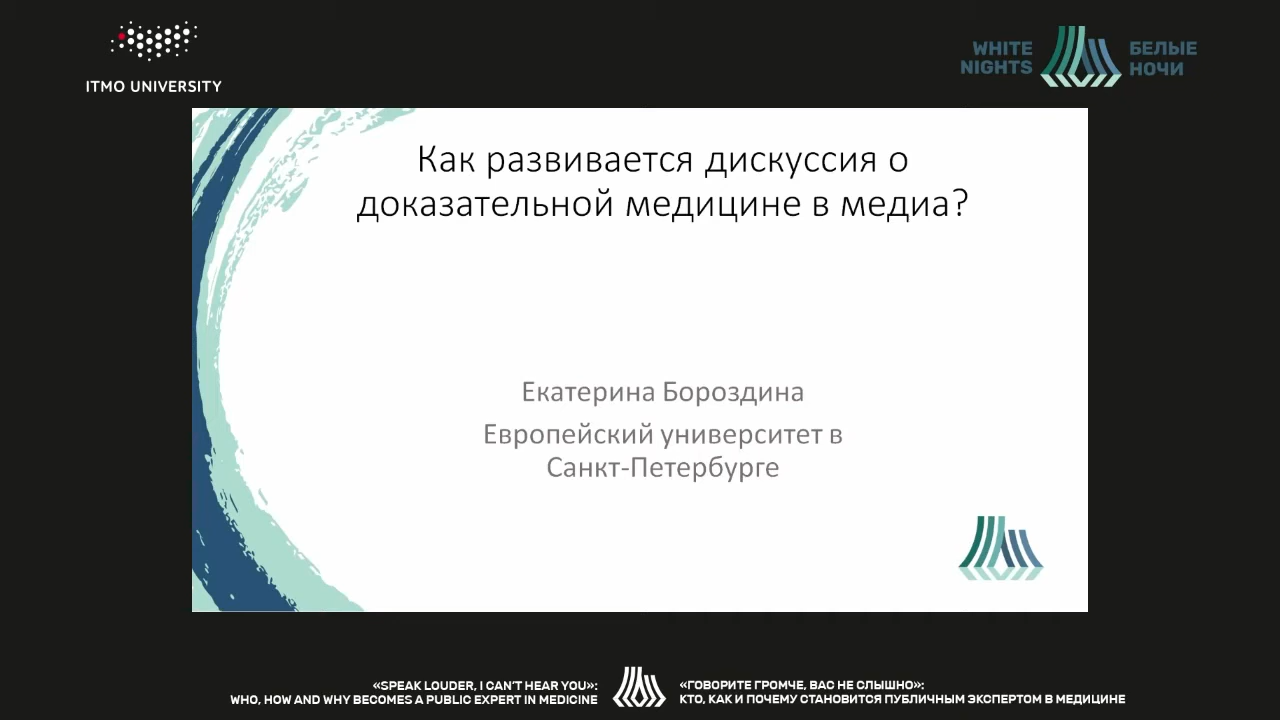 ITMO UNIVERSITY
WHITE
NIGHTS
БЕЛЫЕ
НОЧИ
Как развивается дискуссия о
доказательной медицине в медиа?
Екатерина Бороздина
Европейский университет в
Санкт-Петербурге
«SPEAK LOUDER, I CAN'T HEAR YOU»:
WHO, HOW AND WHY BECOMES A PUBLIC EXPERT IN MEDICINE
«ГОВОРИТЕ ГРОМЧЕ, ВАС НЕ СЛЫШНО»:
КТО, КАК И ПОЧЕМУ СТАНОВИТСЯ ПУБЛИЧНЫМ ЭКСПЕРТОМ В МЕДИЦИНЕ